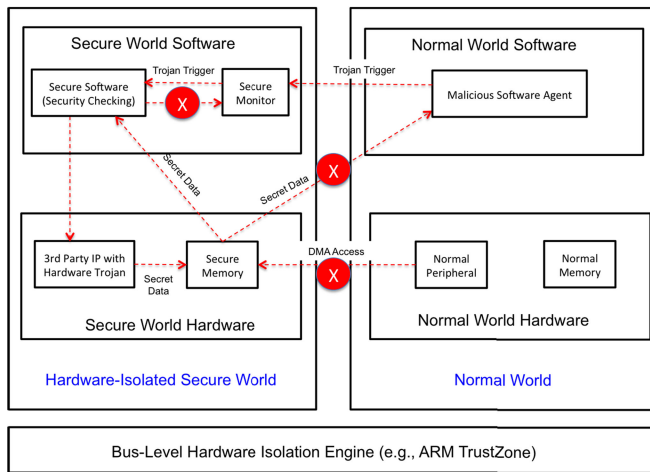 Secure World Software
Normal World Software
Trojan Trigger
Trojan Trigger
Secure Software
(Security Checking)
X
Secure
Monitor
Malicious Software Agent
Secret Data
Secret Data
X
3rd Party IP with
Hardware Trojan
Secret
Data
Secure
Memory
DMA Access
X
Normal
Peripheral
Normal
Memory
Secure World Hardware
Normal World Hardware
Hardware-Isolated Secure World
Normal World
Bus-Level Hardware Isolation Engine (e.g., ARM TrustZone)